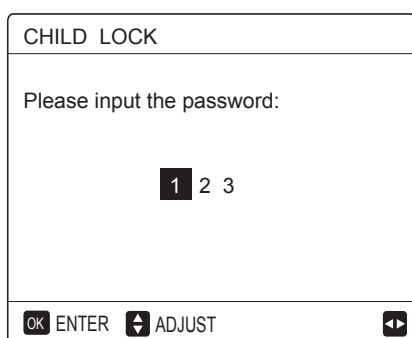 CHILD LOCK
Please input the password:
1 2 3
OK ENTER ADJUST